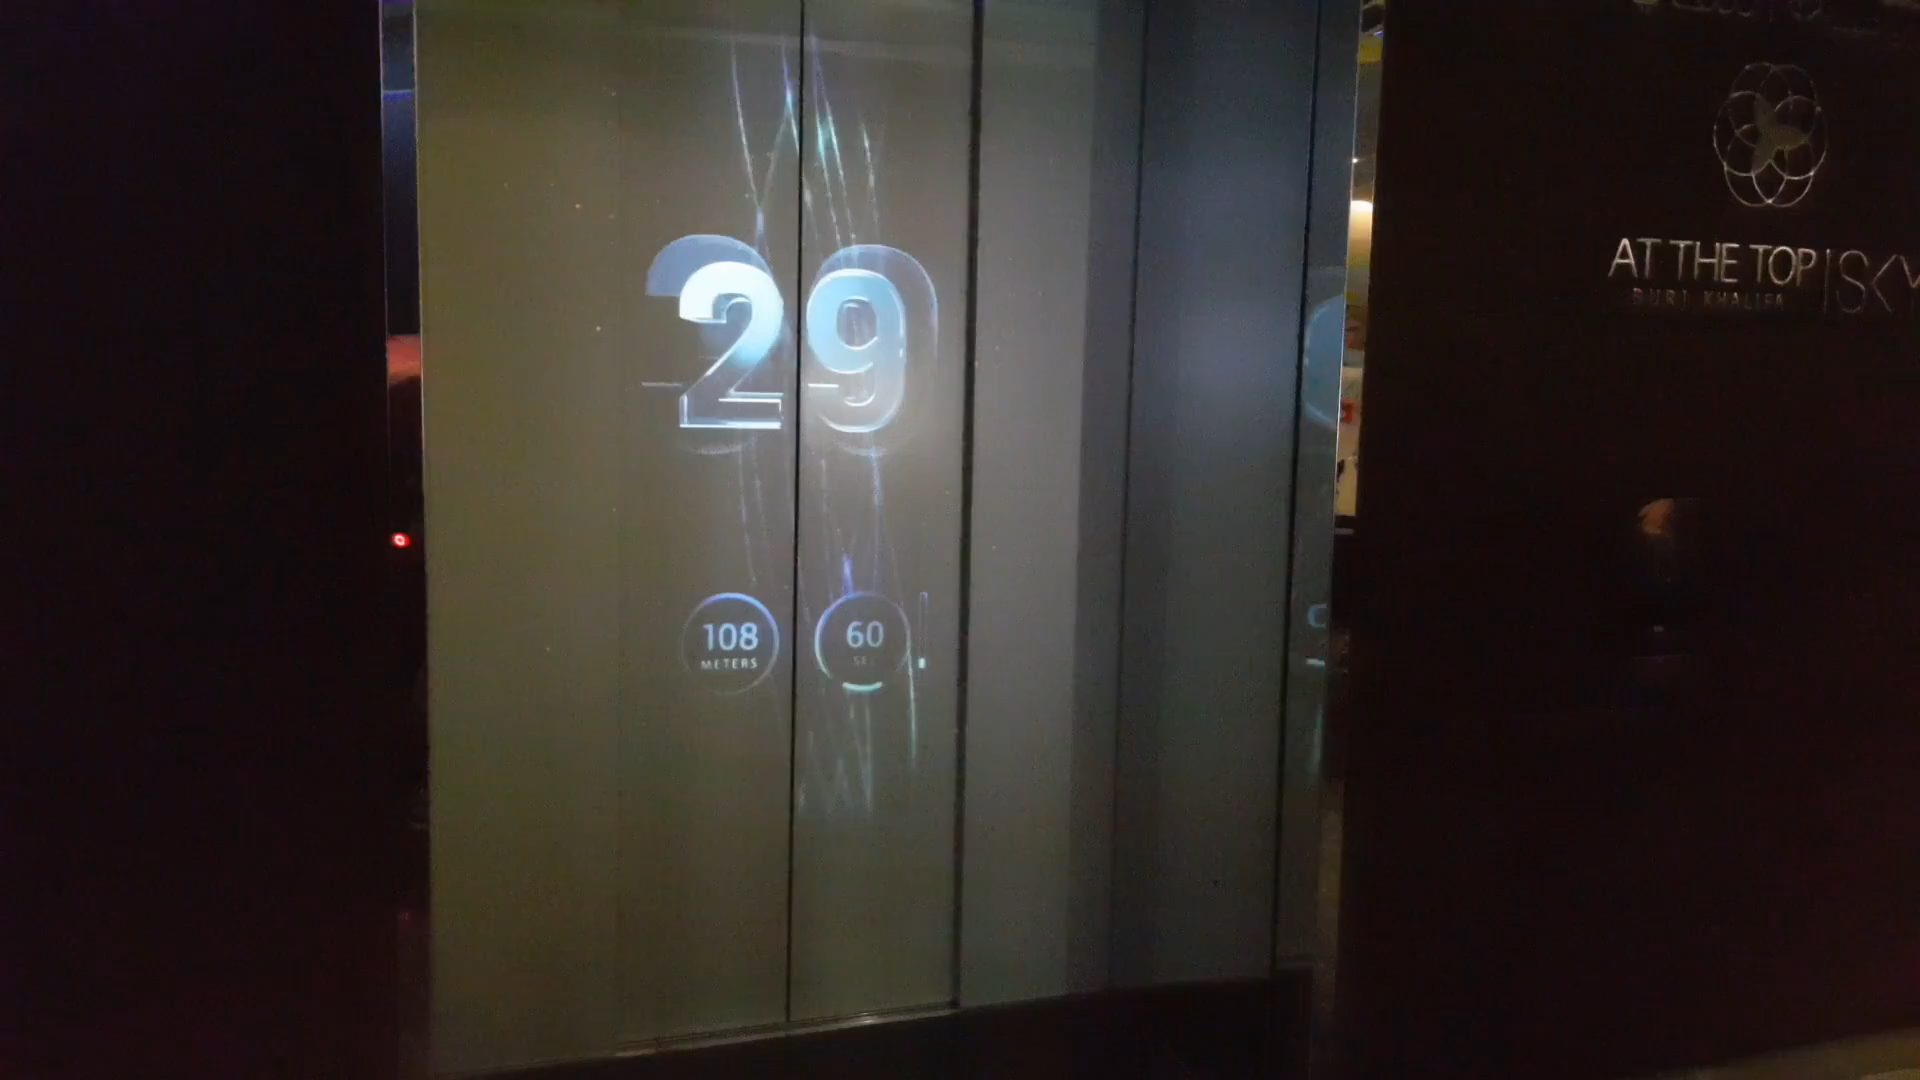 29
108
METERS
60
AT THE TOP | SKY
BURJ KHALIFA